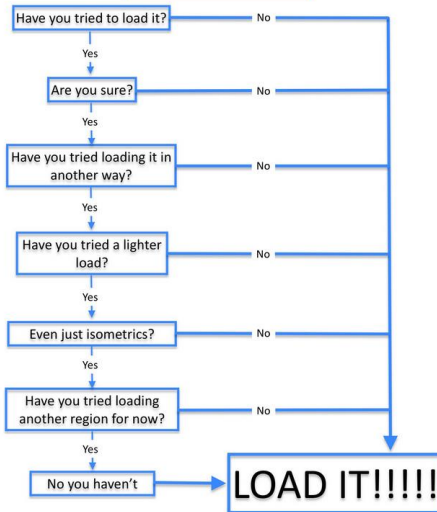 Have you tried to load it?
No
Yes
Are you sure?
No
Yes
Have you tried loading it in
another way?
No
Yes
Have you tried a lighter
load?
No
Yes
Even just isometrics?
No
Yes
Have you tried loading
another region for now?
No
Yes
No you haven't
LOAD IT!!!!!